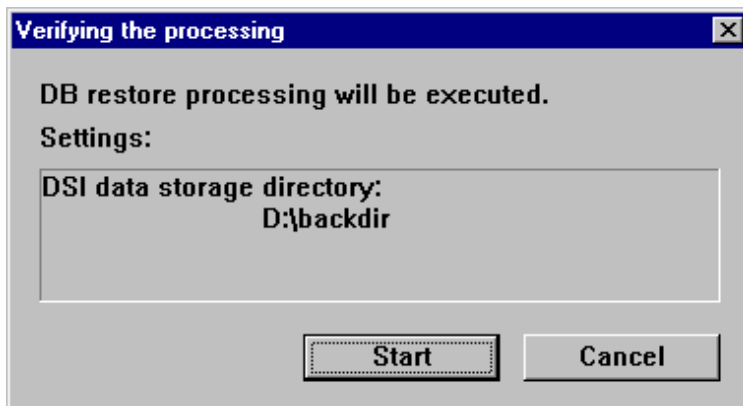 Verifying the processing
DB restore processing will be executed.
Settings:
DSI data storage directory:
D:\backdir
Start Cancel